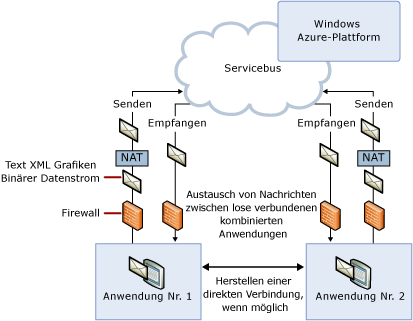 Windows
Azure-Plattform
Servicebus
Senden
Senden
Empfangen
Empfangen
NAT
NAT
Text XML Grafiken
Binärer Datenstrom
Austausch von Nachrichten
zwischen lose verbundenen
kombinierten
Anwendungen
Firewall
Anwendung Nr. 1
Herstellen einer
direkten Verbindung,
wenn möglich
Anwendung Nr. 2